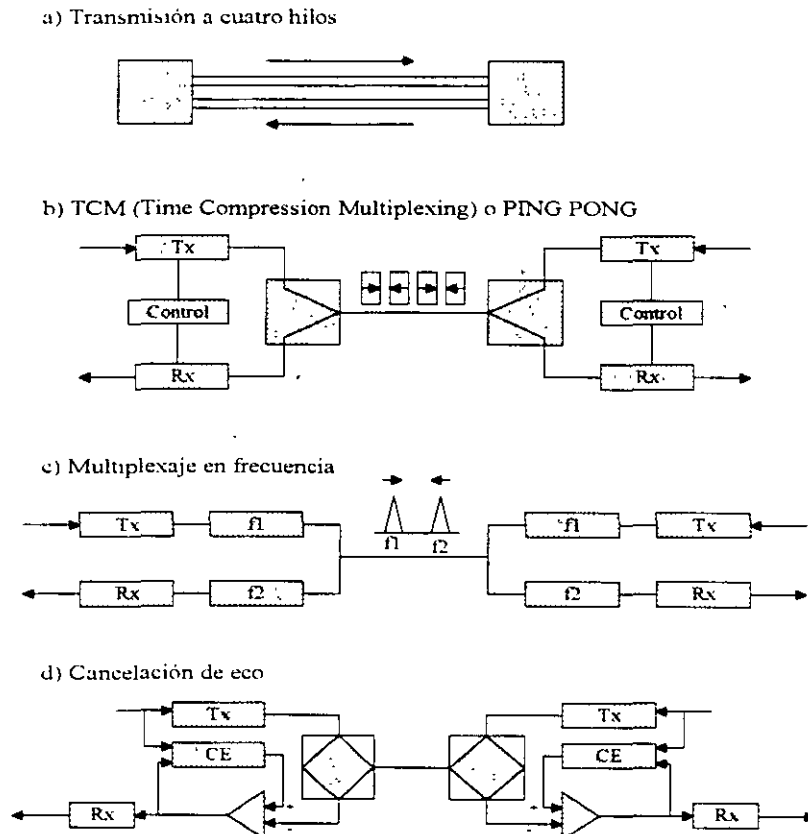 a) Transmisión a cuatro hilos
b) TCM (Time Compression Multiplexing) o PING PONG
Tx
Tx
Control
Control
Rx
Rx
c) Multiplexaje en frecuencia
Tx
f1
f1
f2
f1
Tx
Rx
f2
f2
Rx
d) Cancelación de eco
Tx
Tx
CE
CE
+
+
Rx
-
-
Rx